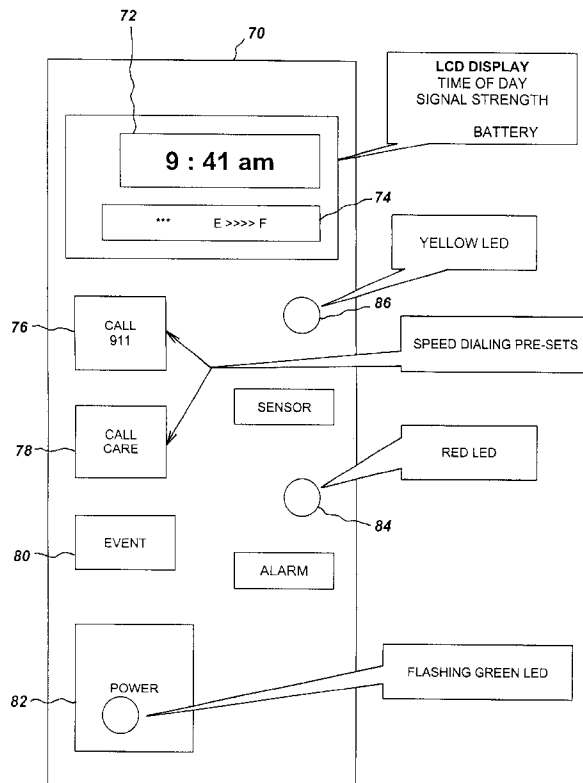 72
70
LCD DISPLAY
TIME OF DAY
SIGNAL STRENGTH
BATTERY
9 : 41 am
74
*** E >>>> F
YELLOW LED
86
76
CALL
911
SPEED DIALING PRE-SETS
SENSOR
78
CALL
CARE
RED LED
84
80
EVENT
ALARM
82
POWER
FLASHING GREEN LED